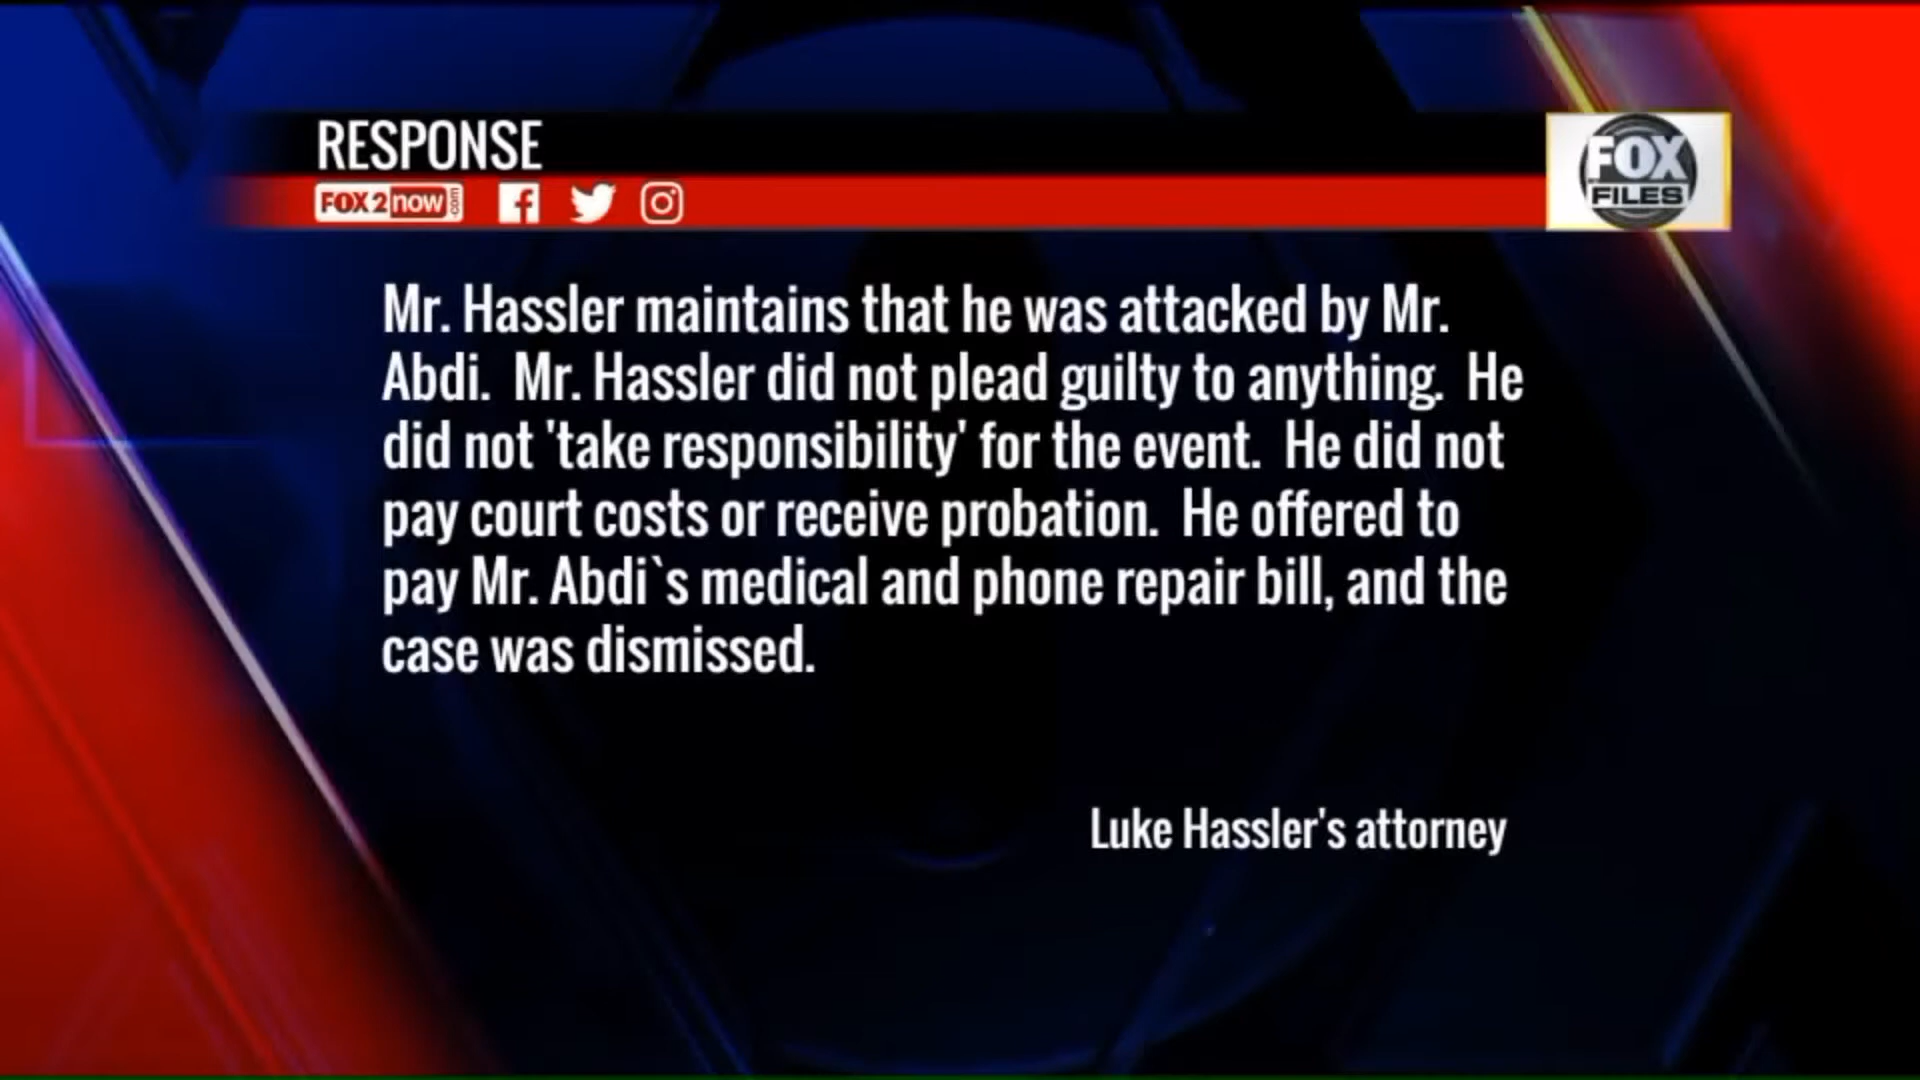 RESPONSE
FOX 2 now .com
FOX
FILES
Mr. Hassler maintains that he was attacked by Mr.
Abdi.  Mr. Hassler did not plead guilty to anything.  He
did not 'take responsibility' for the event.  He did not
pay court costs or receive probation.  He offered to
pay Mr. Abdi`s medical and phone repair bill, and the
case was dismissed.
Luke Hassler's attorney